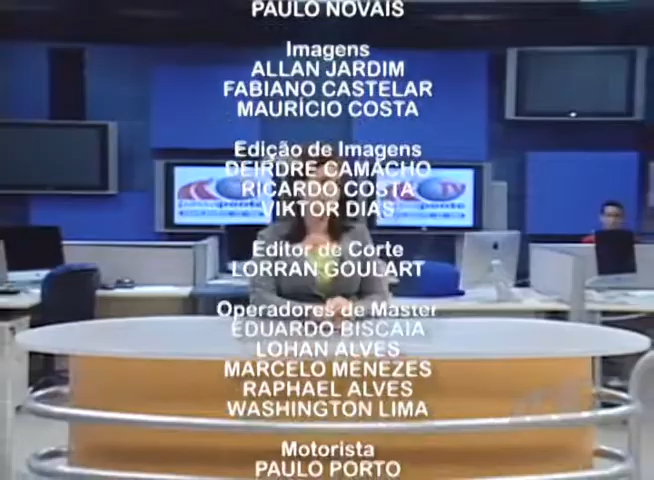 PAULO NOVAIS
Imagens
ALLAN JARDIM
FABIANO CASTELAR
MAURÍCIO COSTA
Edição de Imagens
DEIRDRE CAMACHO
RICARDO COSTA
VIKTOR DIAS
Editor de Corte
LORRAN GOULART
Operadores de Master
EDUARDO BISCAIA
LOHAN ALVES
MARCELO MENEZES
RAPHAEL ALVES
WASHINGTON LIMA
Motorista
PAULO PORTO